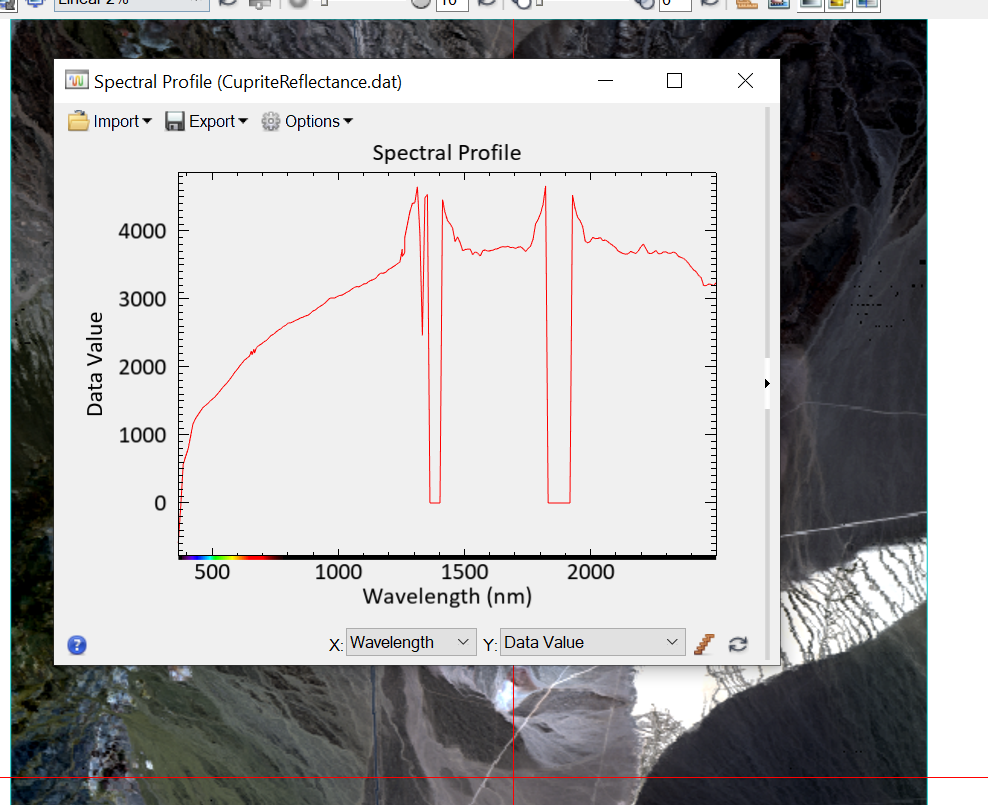 Linear 2%
10
0
Spectral Profile (CupriteReflectance.dat)
Import Export Options
Spectral Profile
4000
3000
2000
1000
0
Data Value
500 1000 1500 2000
Wavelength (nm)
? X: Wavelength Y: Data Value